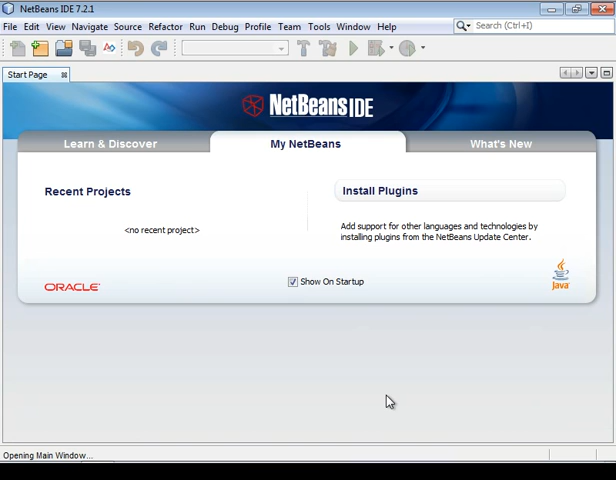 NetBeans IDE 7.2.1
File Edit View Navigate Source Refactor Run Debug Profile Team Tools Window Help
Search (Ctrl+I)
Start Page
NetBeans IDE
Learn & Discover
My NetBeans
What's New
Recent Projects
<no recent project>
Install Plugins
Add support for other languages and technologies by
installing plugins from the NetBeans Update Center.
ORACLE
Show On Startup
Java
Opening Main Window...